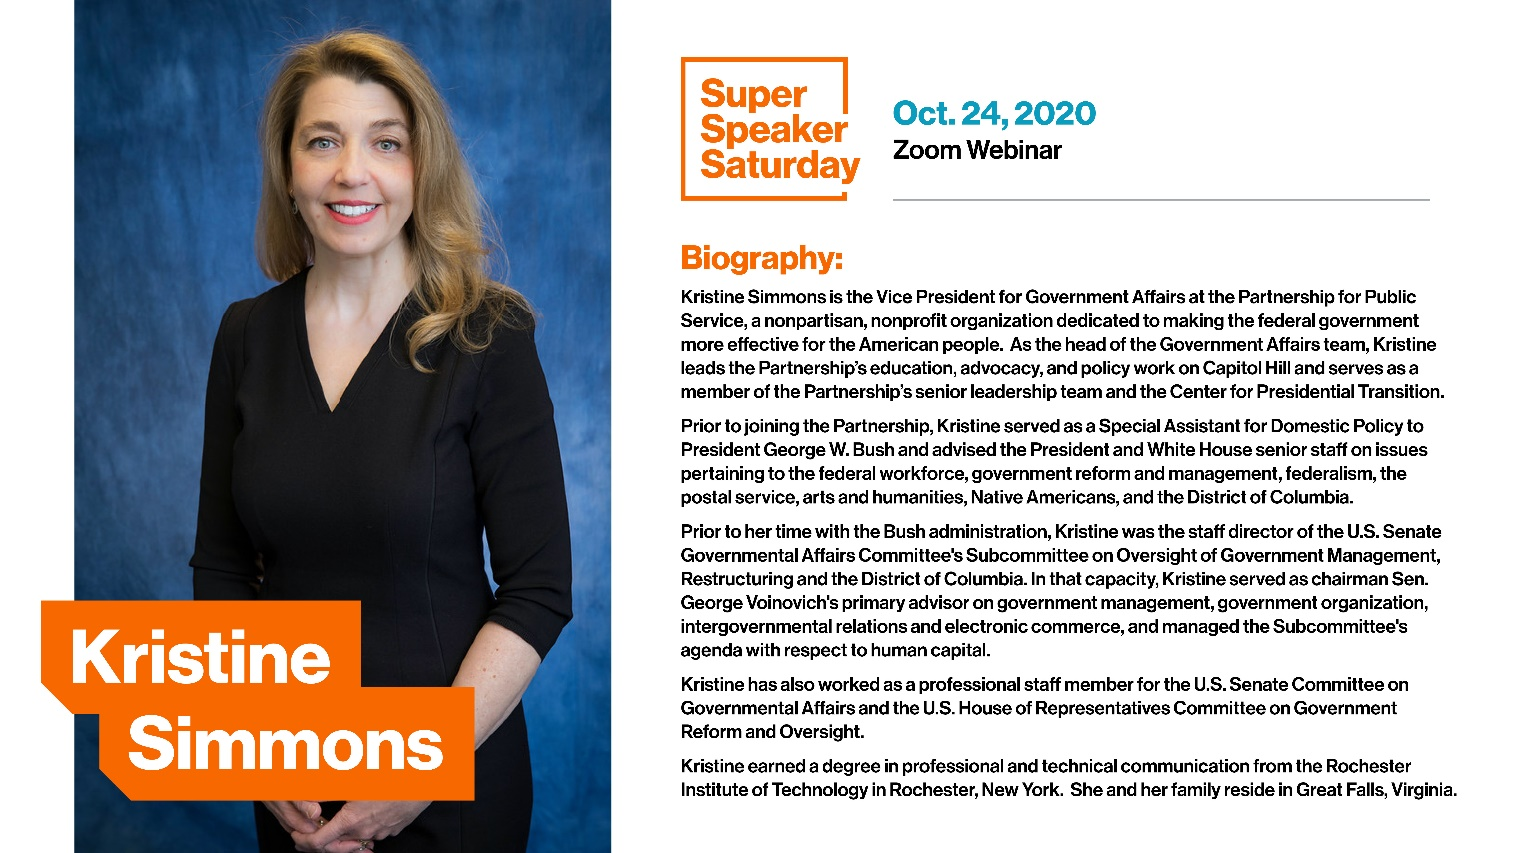 Super
Speaker
Saturday
Oct. 24, 2020
Zoom Webinar
Biography:
Kristine Simmons is the Vice President for Government Affairs at the Partnership for Public
Service, a nonpartisan, nonprofit organization dedicated to making the federal government
more effective for the American people.  As the head of the Government Affairs team, Kristine
leads the Partnership’s education, advocacy, and policy work on Capitol Hill and serves as a
member of the Partnership’s senior leadership team and the Center for Presidential Transition.
Prior to joining the Partnership, Kristine served as a Special Assistant for Domestic Policy to
President George W. Bush and advised the President and White House senior staff on issues
pertaining to the federal workforce, government reform and management, federalism, the
postal service, arts and humanities, Native Americans, and the District of Columbia.
Prior to her time with the Bush administration, Kristine was the staff director of the U.S. Senate
Governmental Affairs Committee's Subcommittee on Oversight of Government Management,
Restructuring and the District of Columbia. In that capacity, Kristine served as chairman Sen.
George Voinovich's primary advisor on government management, government organization,
intergovernmental relations and electronic commerce, and managed the Subcommittee's
agenda with respect to human capital.
Kristine has also worked as a professional staff member for the U.S. Senate Committee on
Governmental Affairs and the U.S. House of Representatives Committee on Government
Reform and Oversight.
Kristine earned a degree in professional and technical communication from the Rochester
Institute of Technology in Rochester, New York.  She and her family reside in Great Falls, Virginia.
Kristine
Simmons